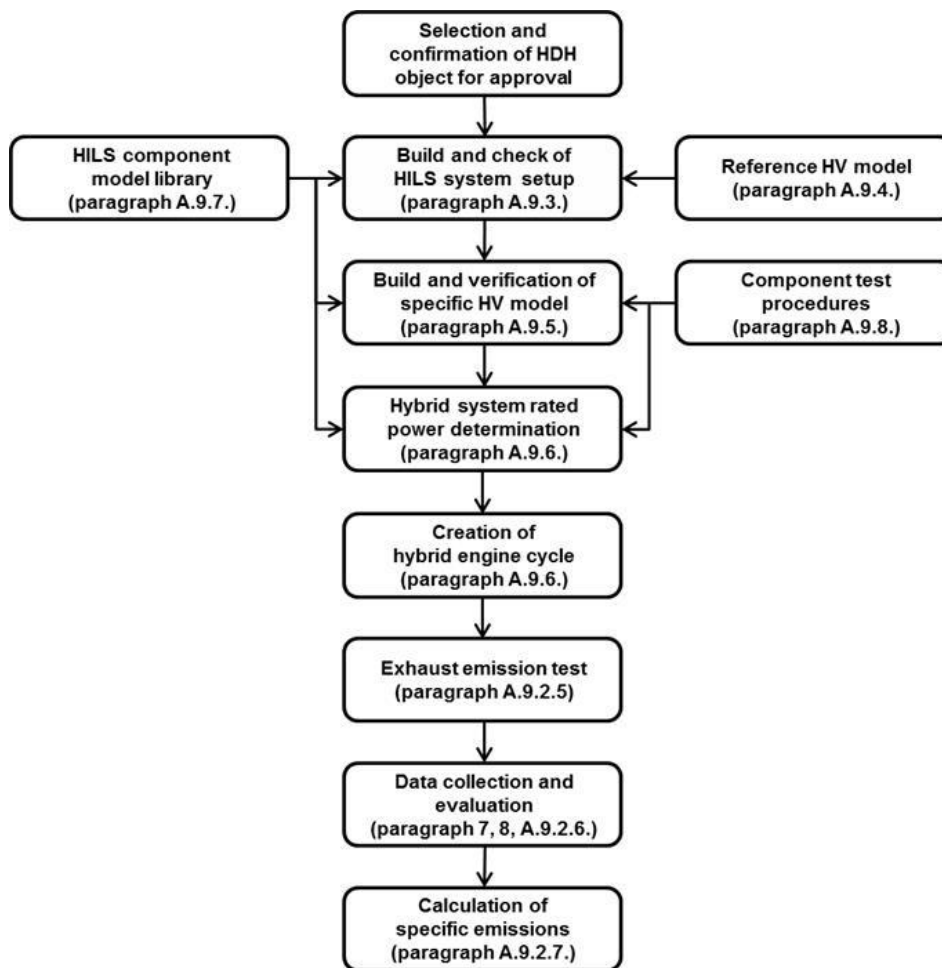 Selection and
confirmation of HDH
object for approval
HILS component
model library
(paragraph A.9.7.)
Build and check of
HILS system setup
(paragraph A.9.3.)
Reference HV model
(paragraph A.9.4.)
Build and verification of
specific HV model
(paragraph A.9.5.)
Component test
procedures
(paragraph A.9.8.)
Hybrid system rated
power determination
(paragraph A.9.6.)
Creation of
hybrid engine cycle
(paragraph A.9.6.)
Exhaust emission test
(paragraph A.9.2.5)
Data collection and
evaluation
(paragraph 7, 8, A.9.2.6.)
Calculation of
specific emissions
(paragraph A.9.2.7.)